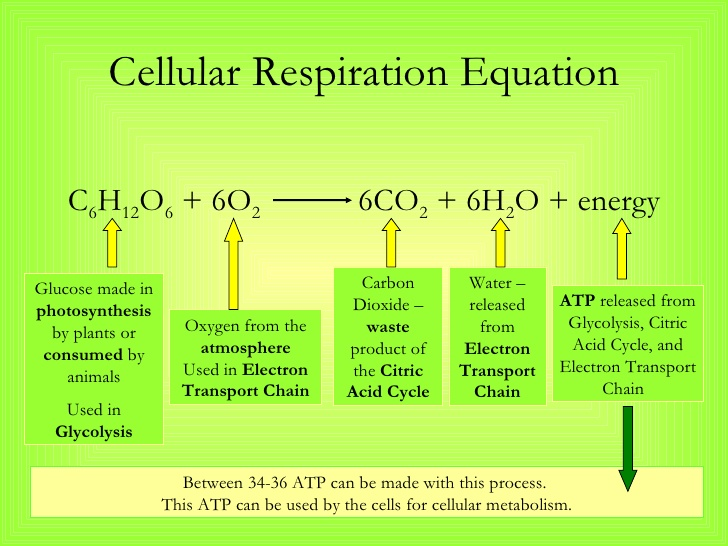 Cellular Respiration Equation
C₆H₁₂O₆ + 6O₂ → 6CO₂ + 6H₂O + energy
Glucose made in
photosynthesis
by plants or
consumed by
animals
Used in
Glycolysis
Oxygen from the
atmosphere
Used in Electron
Transport Chain
Carbon
Dioxide –
waste
product of
the Citric
Acid Cycle
Water –
released
from
Electron
Transport
Chain
ATP released from
Glycolysis, Citric
Acid Cycle, and
Electron Transport
Chain
Between 34-36 ATP can be made with this process.
This ATP can be used by the cells for cellular metabolism.